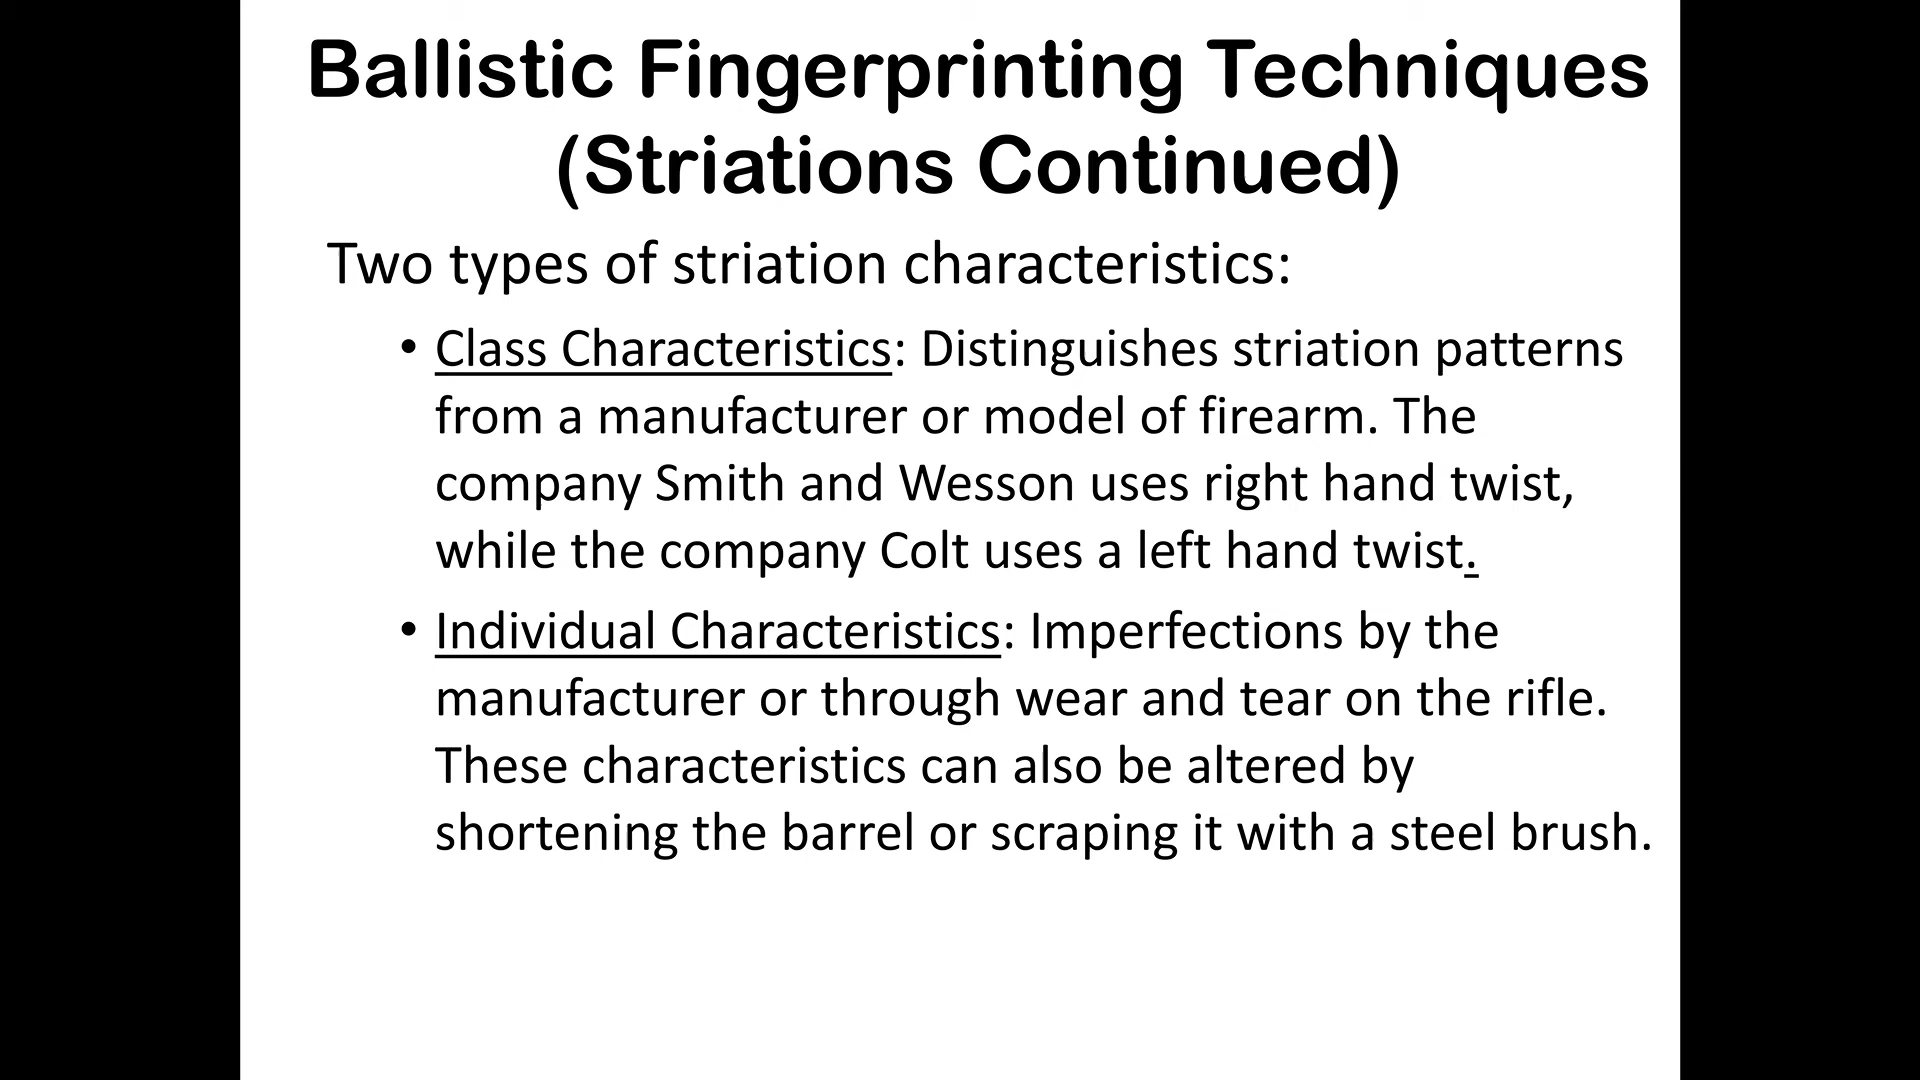 Ballistic Fingerprinting Techniques
(Striations Continued)
Two types of striation characteristics:
• Class Characteristics: Distinguishes striation patterns
from a manufacturer or model of firearm. The
company Smith and Wesson uses right hand twist,
while the company Colt uses a left hand twist.
• Individual Characteristics: Imperfections by the
manufacturer or through wear and tear on the rifle.
These characteristics can also be altered by
shortening the barrel or scraping it with a steel brush.